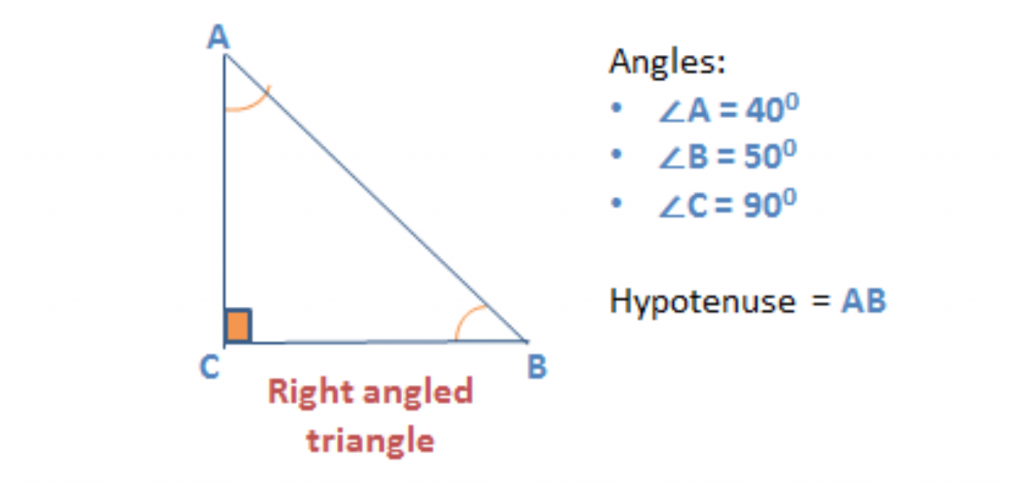 A
Angles:
• ∠A = 40⁰
• ∠B = 50⁰
• ∠C = 90⁰
Hypotenuse = AB
C
B
Right angled
triangle